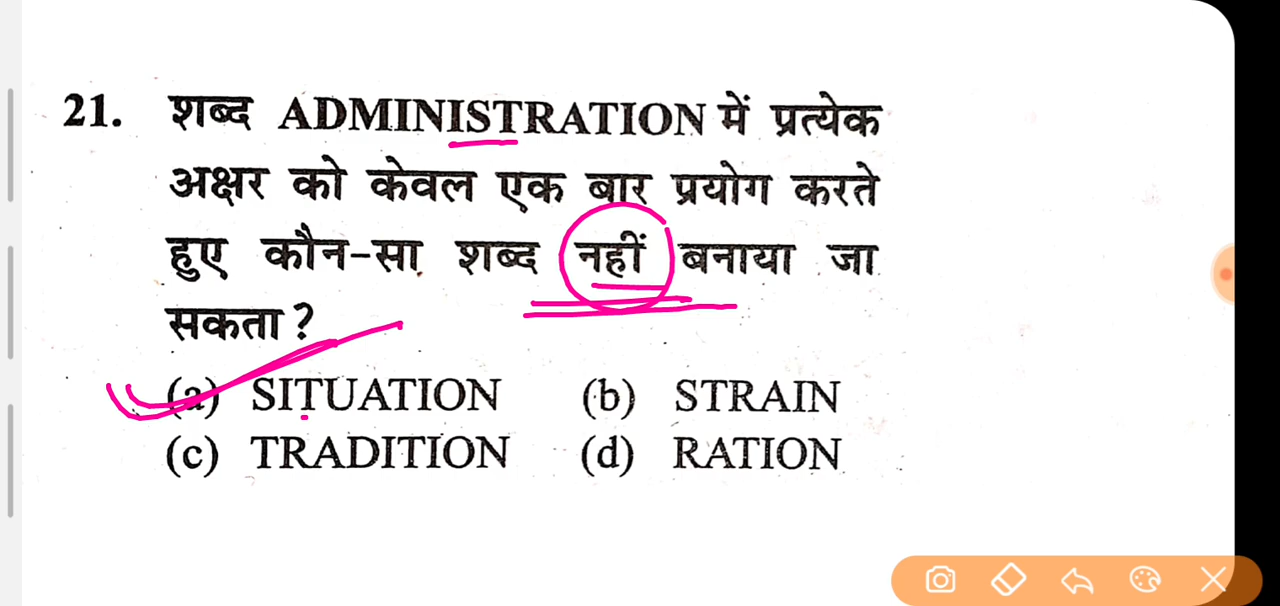 21. शब्द ADMINISTRATION में प्रत्येक
अक्षर को केवल एक बार प्रयोग करते
हुए कौन-सा शब्द नहीं बनाया जा
सकता ?
(a) SITUATION (b) STRAIN
(c) TRADITION (d) RATION